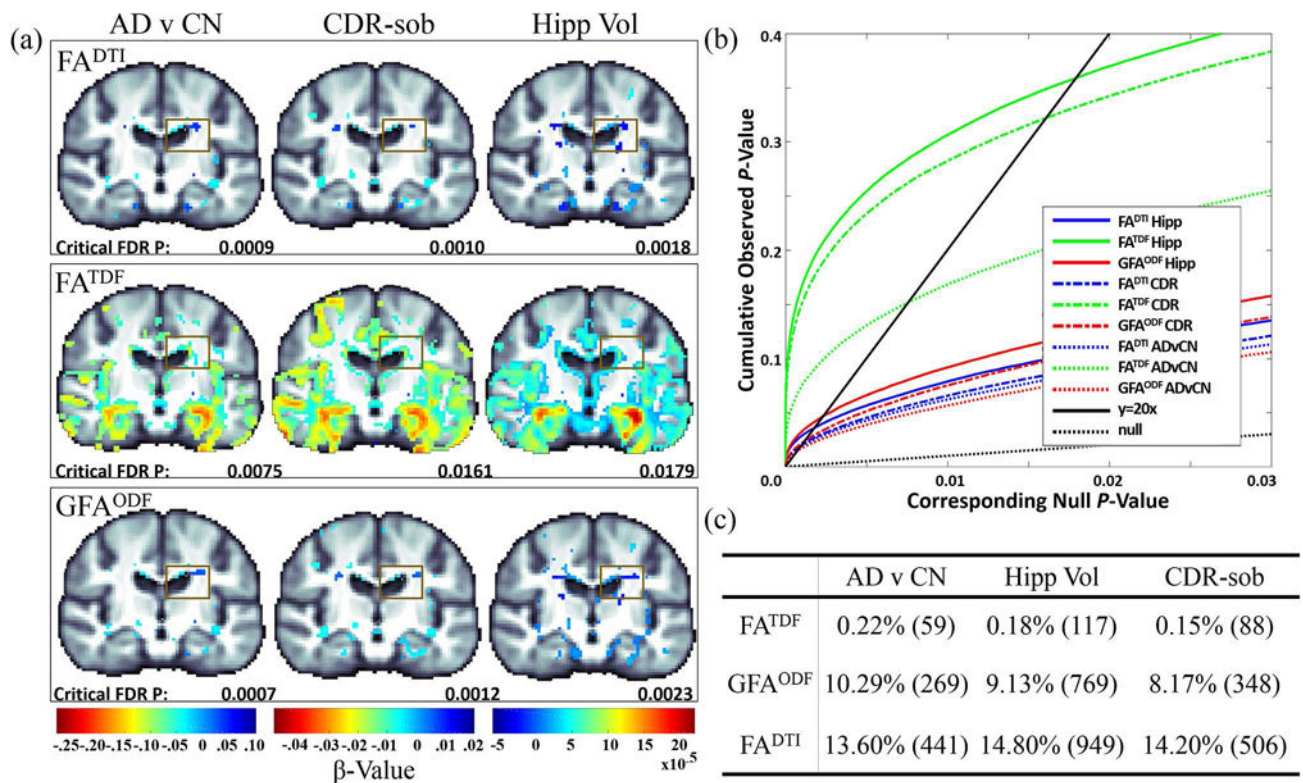 (a)
AD v CN CDR-sob Hipp Vol
FA^DTI
Critical FDR P: 0.0009 0.0010 0.0018
FA^TDF
Critical FDR P: 0.0075 0.0161 0.0179
GFA^ODF
Critical FDR P: 0.0007 0.0012 0.0023
-.25 -.20 -.15 -.10 -.05 0 .05 .10
-.04 -.03 -.02 -.01 0 .01 .02
-5 0 5 10 15 20
x10^-5
β-Value
(b)
Cumulative Observed P-Value
0.4
0.3
0.2
0.1
0.0 0.01 0.02 0.03
Corresponding Null P-Value
FA^DTI Hipp
FA^TDF Hipp
GFA^ODF Hipp
FA^DTI CDR
FA^TDF CDR
GFA^ODF CDR
FA^DTI ADvCN
FA^TDF ADvCN
GFA^ODF ADvCN
y=20x
null
(c)
AD v CN Hipp Vol CDR-sob
FA^TDF 0.22% (59) 0.18% (117) 0.15% (88)
GFA^ODF 10.29% (269) 9.13% (769) 8.17% (348)
FA^DTI 13.60% (441) 14.80% (949) 14.20% (506)